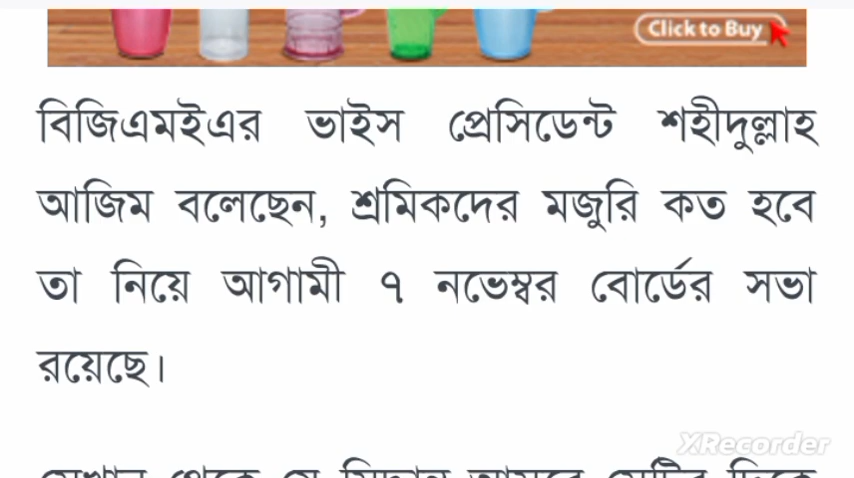 Click to Buy
বিজিএমইএর ভাইস প্রেসিডেন্ট শহীদুল্লাহ
আজিম বলেছেন, শ্রমিকদের মজুরি কত হবে
তা নিয়ে আগামী ৭ নভেম্বর বোর্ডের সভা
রয়েছে।
XRecorder